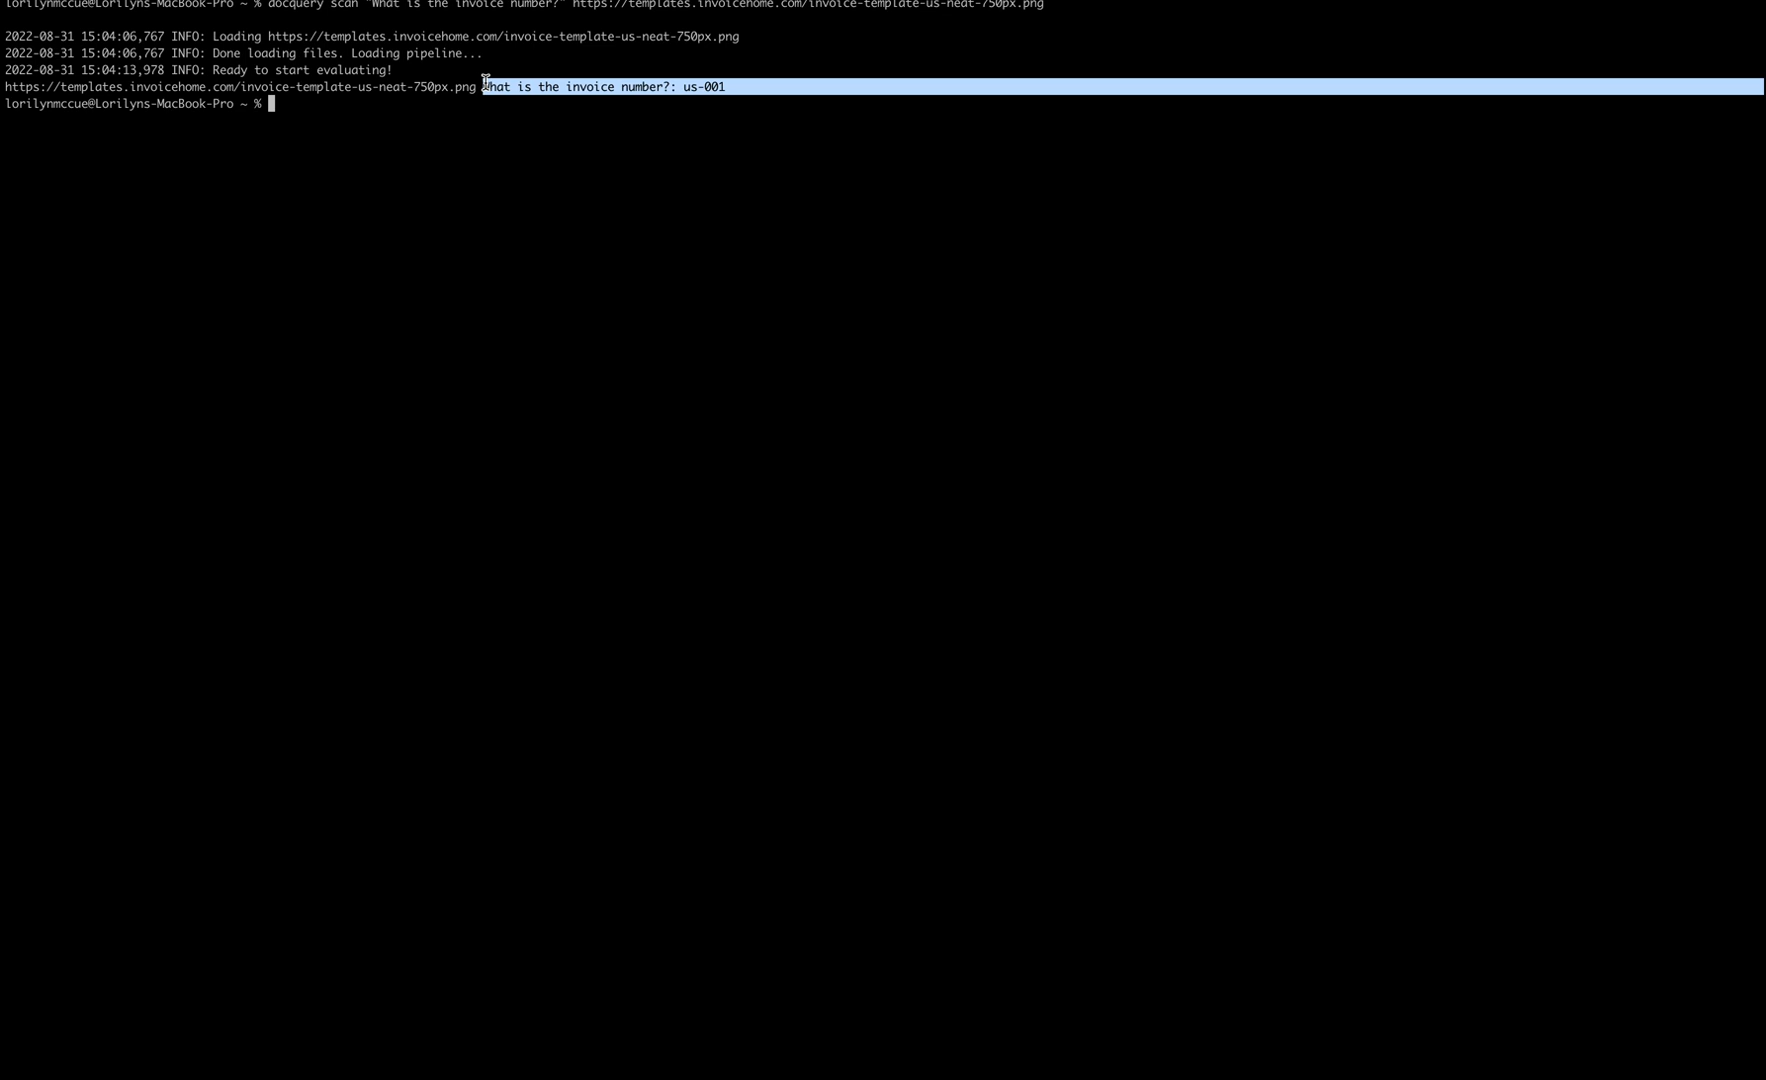 lorilynmccue@Lorilyns-MacBook-Pro ~ % docquery scan "What is the invoice number?" https://templates.invoicehome.com/invoice-template-us-neat-750px.png
2022-08-31 15:04:06,767 INFO: Loading https://templates.invoicehome.com/invoice-template-us-neat-750px.png
2022-08-31 15:04:06,767 INFO: Done loading files. Loading pipeline...
2022-08-31 15:04:13,978 INFO: Ready to start evaluating!
https://templates.invoicehome.com/invoice-template-us-neat-750px.png What is the invoice number?: us-001
lorilynmccue@Lorilyns-MacBook-Pro ~ %